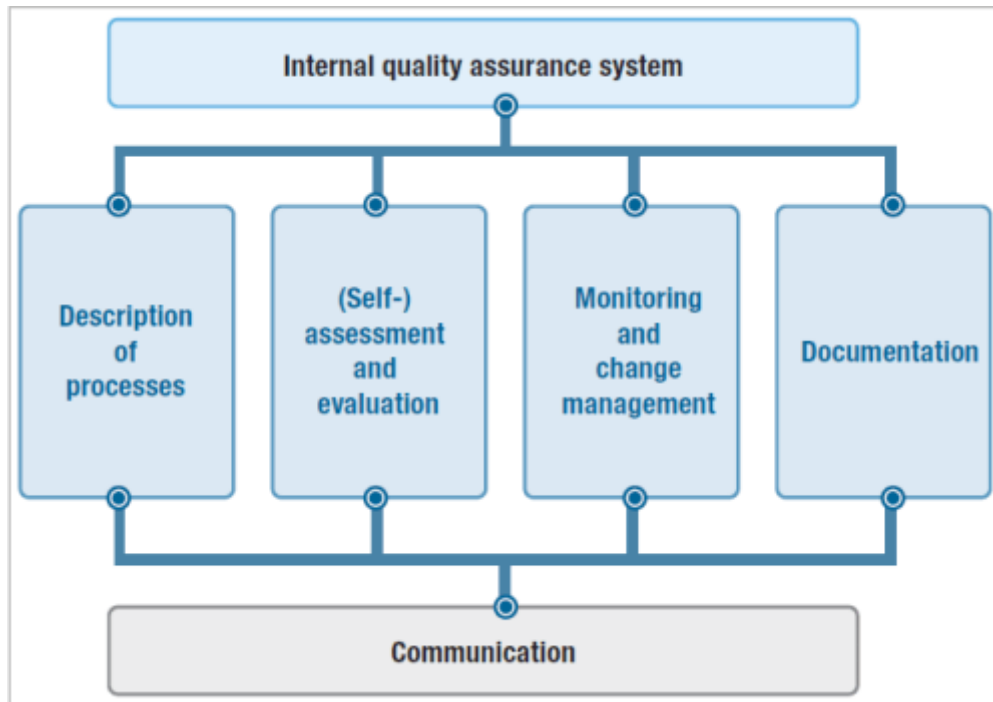 Internal quality assurance system
Description
of
processes
(Self-)
assessment
and
evaluation
Monitoring
and
change
management
Documentation
Communication